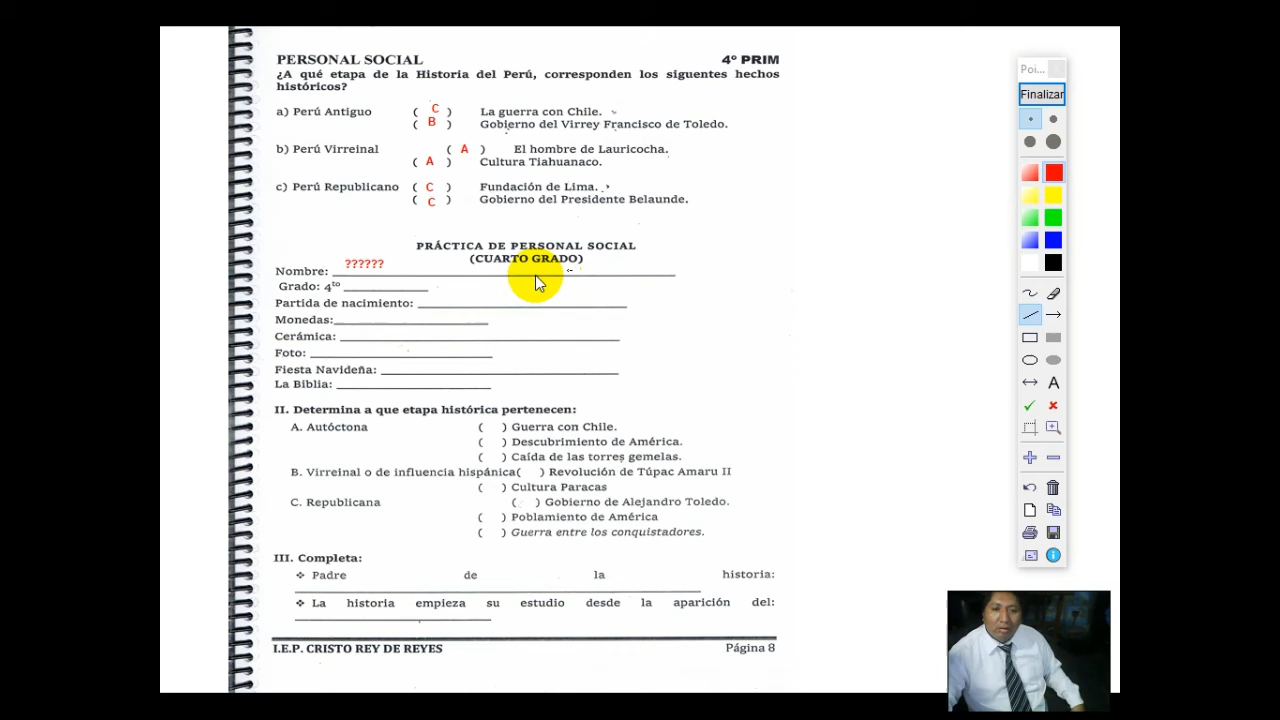 PERSONAL SOCIAL 4º PRIM
¿A qué etapa de la Historia del Perú, corresponden los siguentes hechos
históricos?
a) Perú Antiguo ( C ) La guerra con Chile.
( B ) Gobierno del Virrey Francisco de Toledo.
b) Perú Virreinal ( A ) El hombre de Lauricocha.
( A ) Cultura Tiahuanaco.
c) Perú Republicano ( C ) Fundación de Lima.
( C ) Gobierno del Presidente Belaunde.
PRÁCTICA DE PERSONAL SOCIAL
(CUARTO GRADO)
Nombre: ??????
Grado: 4to
Partida de nacimiento:
Monedas:
Cerámica:
Foto:
Fiesta Navideña:
La Biblia:
II. Determina a que etapa histórica pertenecen:
A. Autóctona ( ) Guerra con Chile.
( ) Descubrimiento de América.
( ) Caída de las torres gemelas.
B. Virreinal o de influencia hispánica( ) Revolución de Túpac Amaru II
( ) Cultura Paracas
C. Republicana ( ) Gobierno de Alejandro Toledo.
( ) Poblamiento de América
( ) Guerra entre los conquistadores.
III. Completa:
❖ Padre de la historia:
❖ La historia empieza su estudio desde la aparición del:
I.E.P. CRISTO REY DE REYES Página 8
Poi...
Finalizar
A